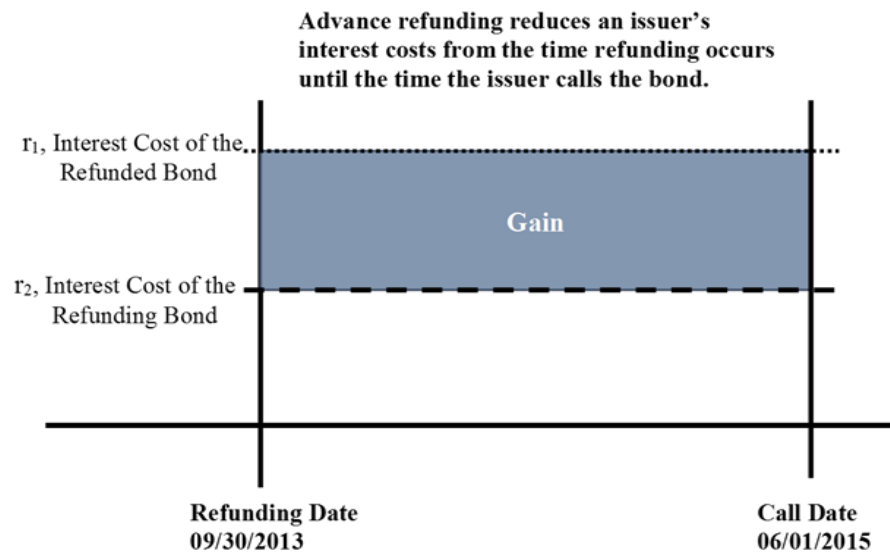 Advance refunding reduces an issuer’s
interest costs from the time refunding occurs
until the time the issuer calls the bond.
r₁, Interest Cost of the
Refunded Bond
Gain
r₂, Interest Cost of the
Refunding Bond
Refunding Date
09/30/2013
Call Date
06/01/2015